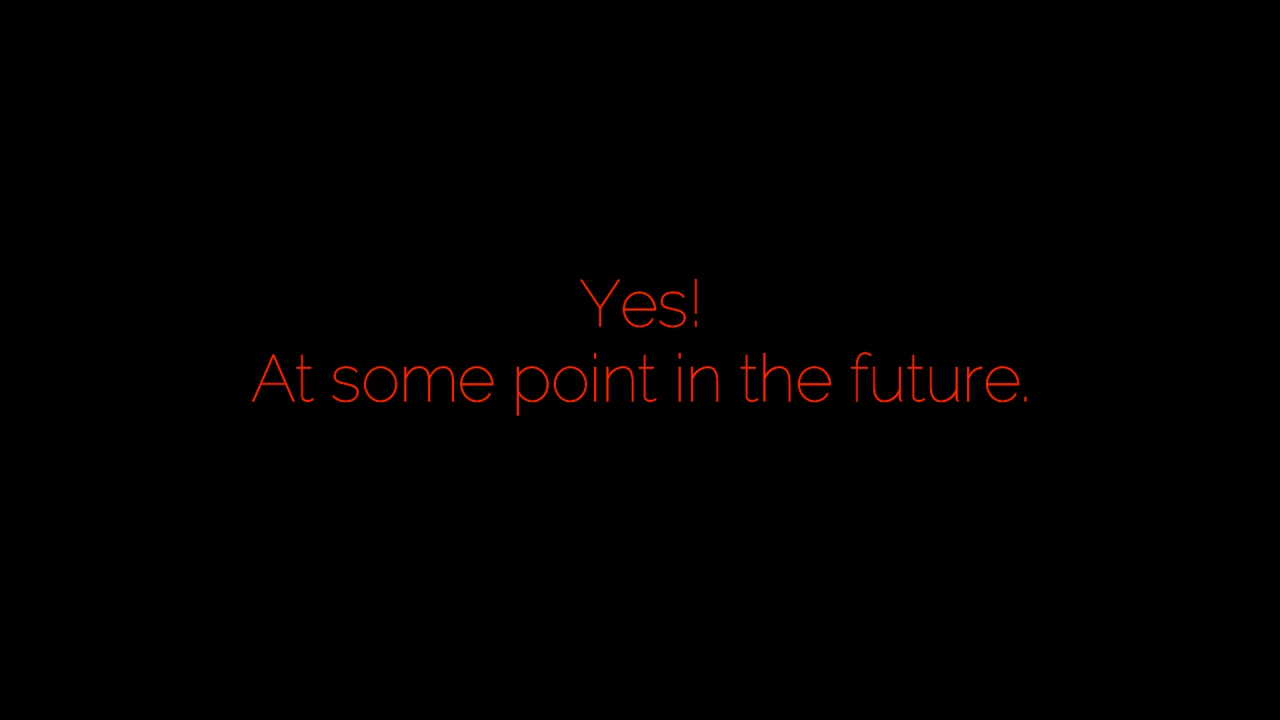 Yes!
At some point in the future.